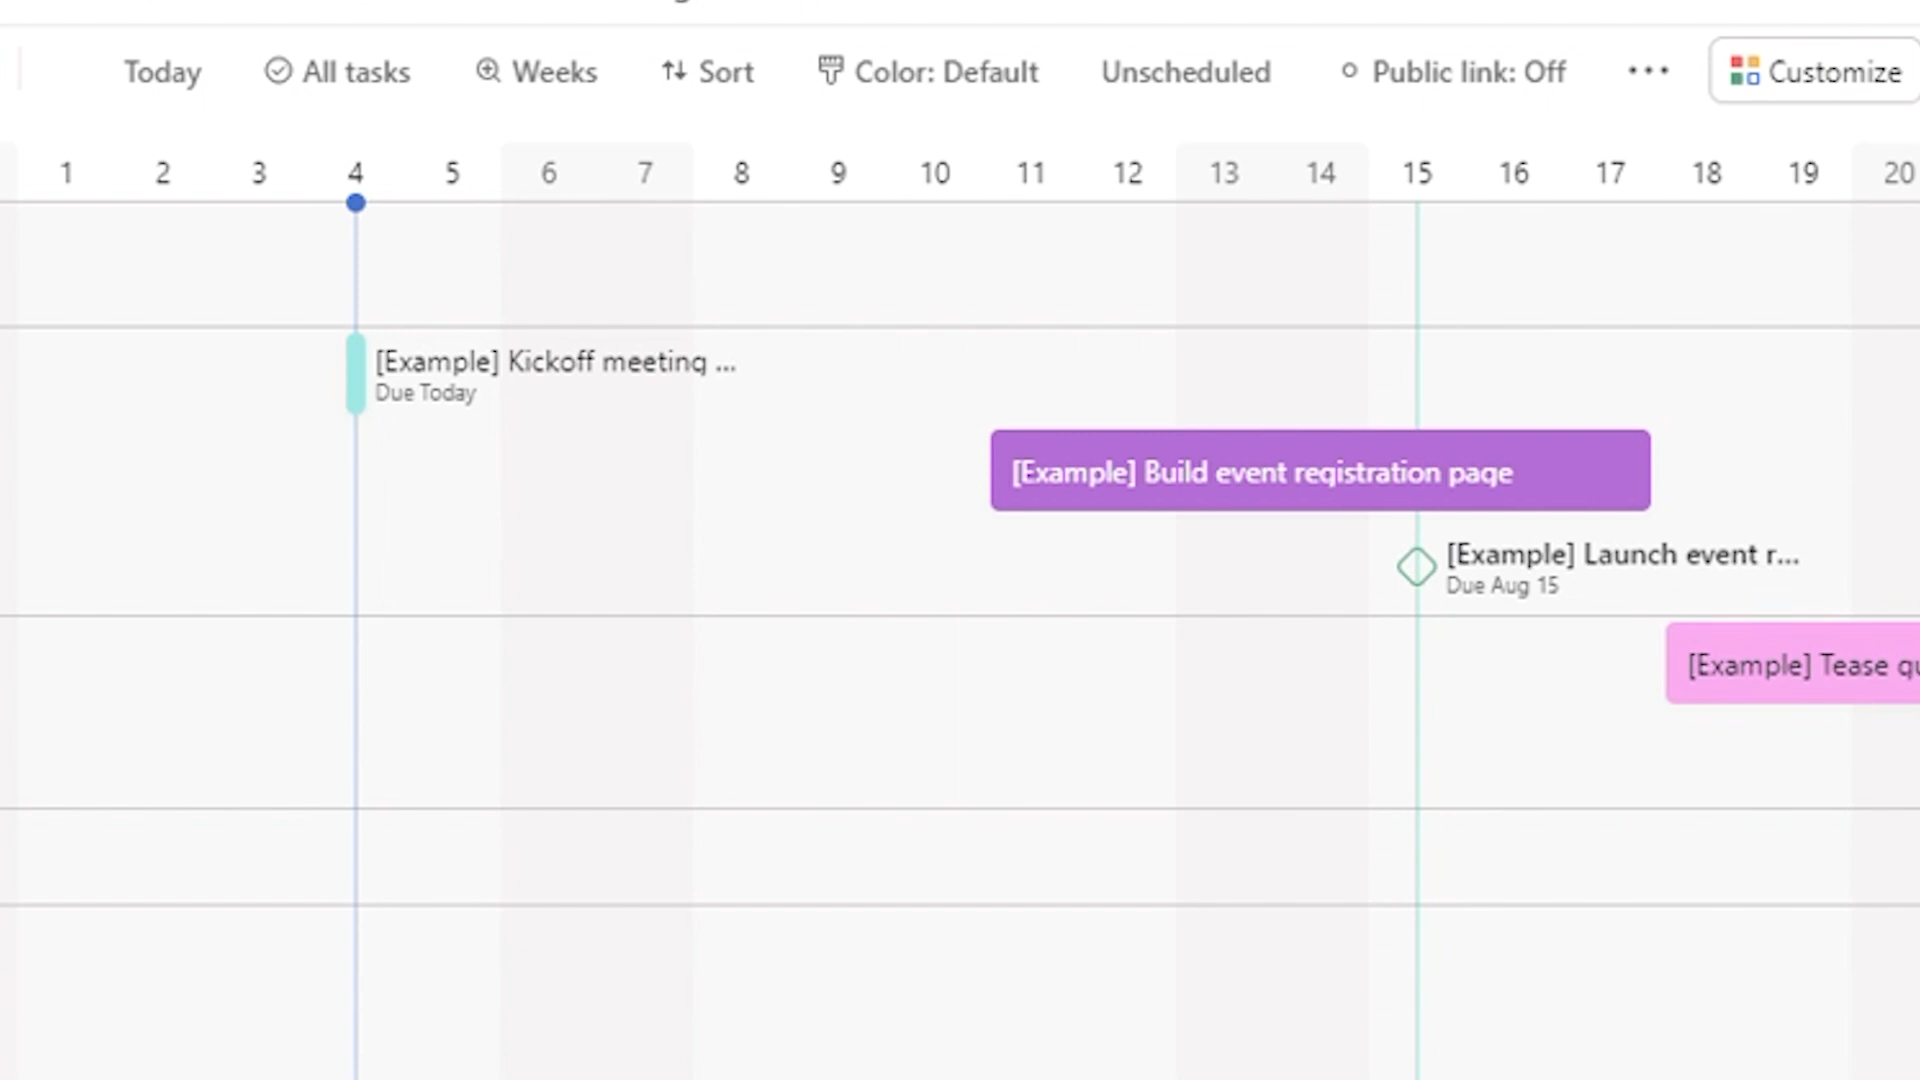 Today All tasks Weeks Sort Color: Default Unscheduled Public link: Off ... Customize
1 2 3 4 5 6 7 8 9 10 11 12 13 14 15 16 17 18 19 20
[Example] Kickoff meeting ...
Due Today
[Example] Build event registration page
[Example] Launch event r...
Due Aug 15
[Example] Tease